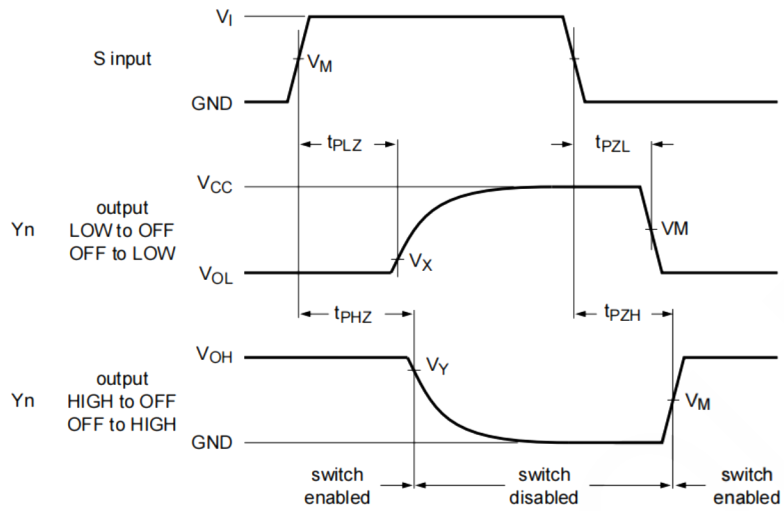 VI
S input
VM
GND
tPLZ
tPZL
VCC
Yn
output
LOW to OFF
OFF to LOW
VM
VX
VOL
tPHZ
tPZH
VOH
Yn
output
HIGH to OFF
OFF to HIGH
VY
VM
GND
switch
enabled
switch
disabled
switch
enabled